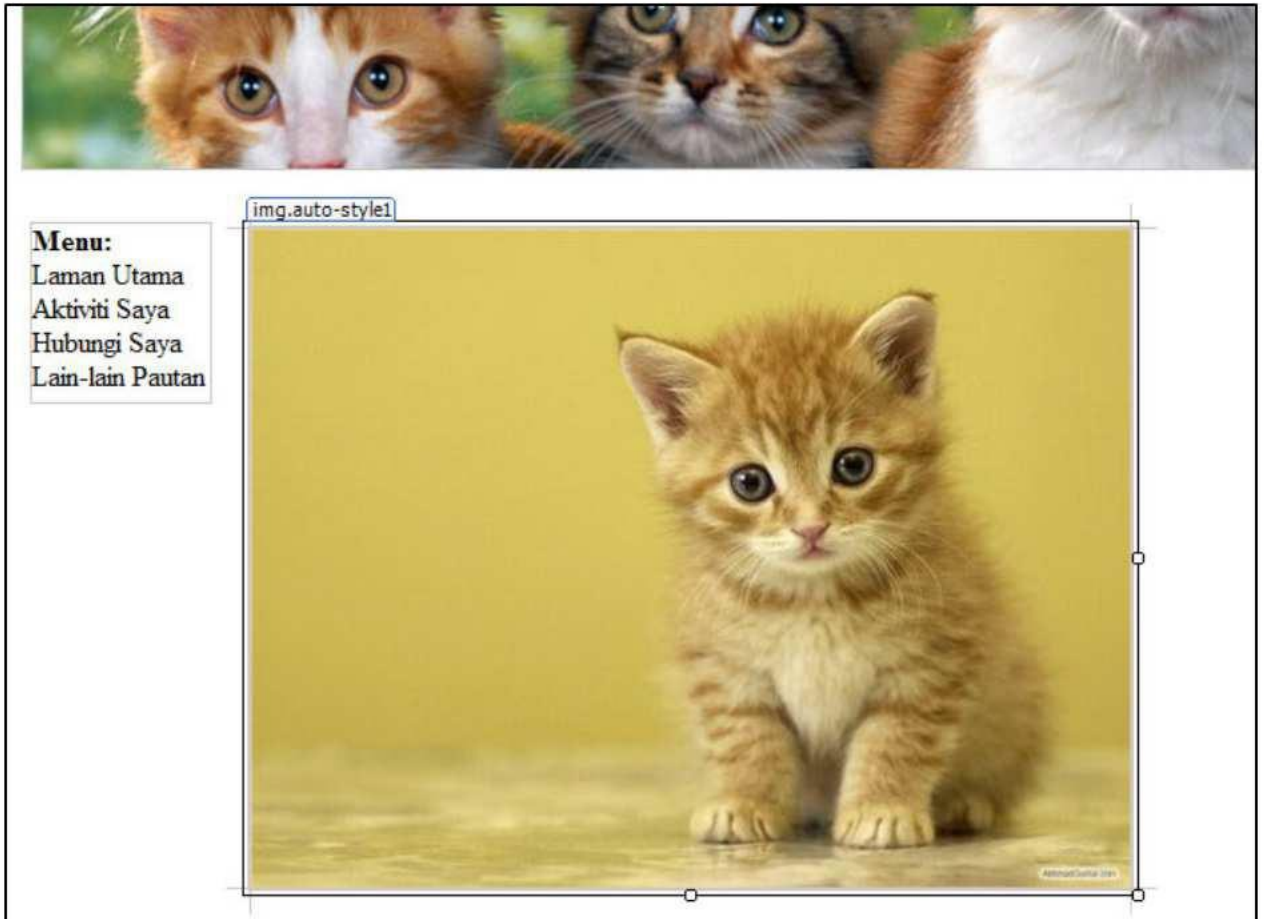 img.auto-style1
Menu:
Laman Utama
Aktiviti Saya
Hubungi Saya
Lain-lain Pautan